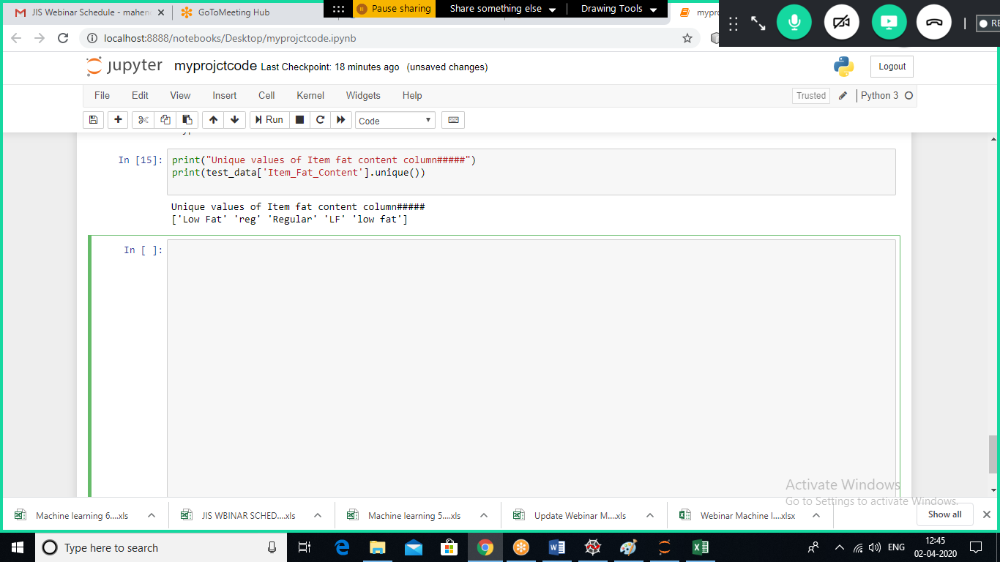 JIS Webinar Schedule - mahen
GoToMeeting Hub
Pause sharing
Share something else
Drawing Tools
localhost:8888/notebooks/Desktop/myprojctcode.ipynb
jupyter myprojctcode Last Checkpoint: 18 minutes ago (unsaved changes)
Logout
File Edit View Insert Cell Kernel Widgets Help
Trusted
Python 3
Run
Code
In [15]: print("Unique values of Item fat content column#####")
print(test_data['Item_Fat_Content'].unique())
Unique values of Item fat content column#####
['Low Fat' 'reg' 'Regular' 'LF' 'low fat']
In [ ]:
Activate Windows
Go to Settings to activate Windows.
Machine learning 6....xls
JIS WBINAR SCHED....xls
Machine learning 5....xls
Update Webinar M....xls
Webinar Machine l....xlsx
Show all
Type here to search
ENG
12:45
02-04-2020